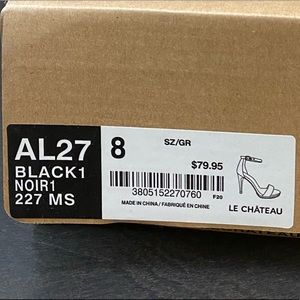 AL27
BLACK1
NOIR1
227 MS
8
SZ/GR
$79.95
3805152270760
F20
MADE IN CHINA / FABRIQUÉ EN CHINE
LE CHÂTEAU